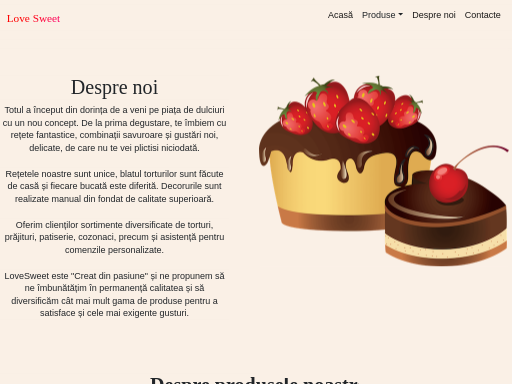 Love Sweet
Acasă Produse Despre noi Contacte
Despre noi
Totul a început din dorința de a veni pe piața de dulciuri
cu un nou concept. De la prima degustare, te îmbiem cu
rețete fantastice, combinații savuroare și gustări noi,
delicate, de care nu te vei plictisi niciodată.
Rețetele noastre sunt unice, blatul torturilor sunt făcute
de casă și fiecare bucată este diferită. Decorurile sunt
realizate manual din fondat de calitate superioară.
Oferim clienților sortimente diversificate de torturi,
prăjituri, patiserie, cozonaci, precum și asistență pentru
comenzile personalizate.
LoveSweet este "Creat din pasiune" și ne propunem să
ne îmbunătățim în permanență calitatea și să
diversificăm cât mai mult gama de produse pentru a
satisface și cele mai exigente gusturi.
Despre produsele noastr